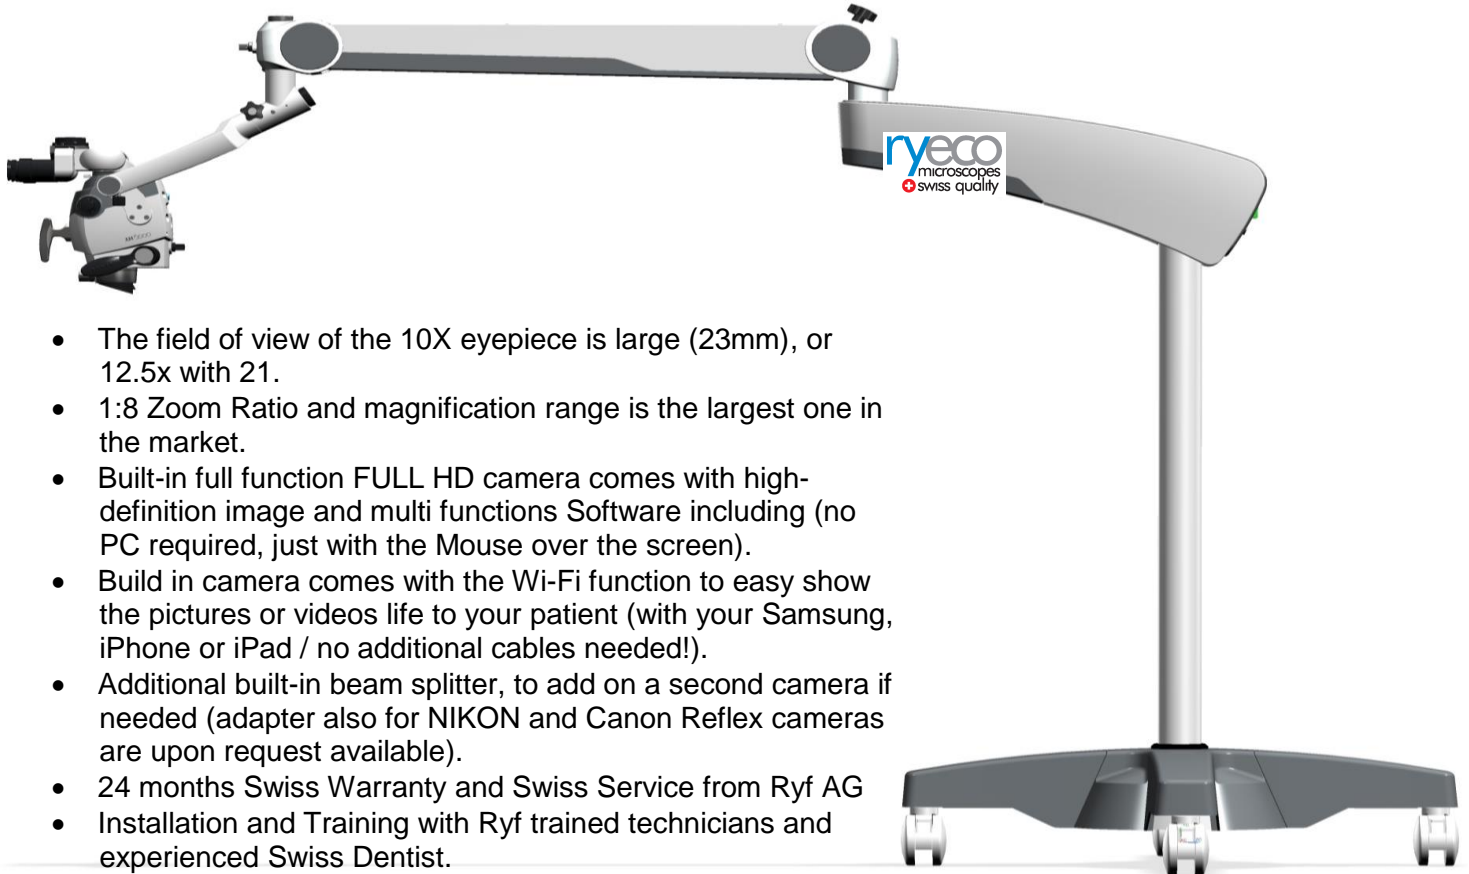 ryeco
microscopes
swiss quality
• The field of view of the 10X eyepiece is large (23mm), or
12.5x with 21.
• 1:8 Zoom Ratio and magnification range is the largest one in
the market.
• Built-in full function FULL HD camera comes with high-
definition image and multi functions Software including (no
PC required, just with the Mouse over the screen).
• Build in camera comes with the Wi-Fi function to easy show
the pictures or videos life to your patient (with your Samsung,
iPhone or iPad / no additional cables needed!).
• Additional built-in beam splitter, to add on a second camera if
needed (adapter also for NIKON and Canon Reflex cameras
are upon request available).
• 24 months Swiss Warranty and Swiss Service from Ryf AG
• Installation and Training with Ryf trained technicians and
experienced Swiss Dentist.